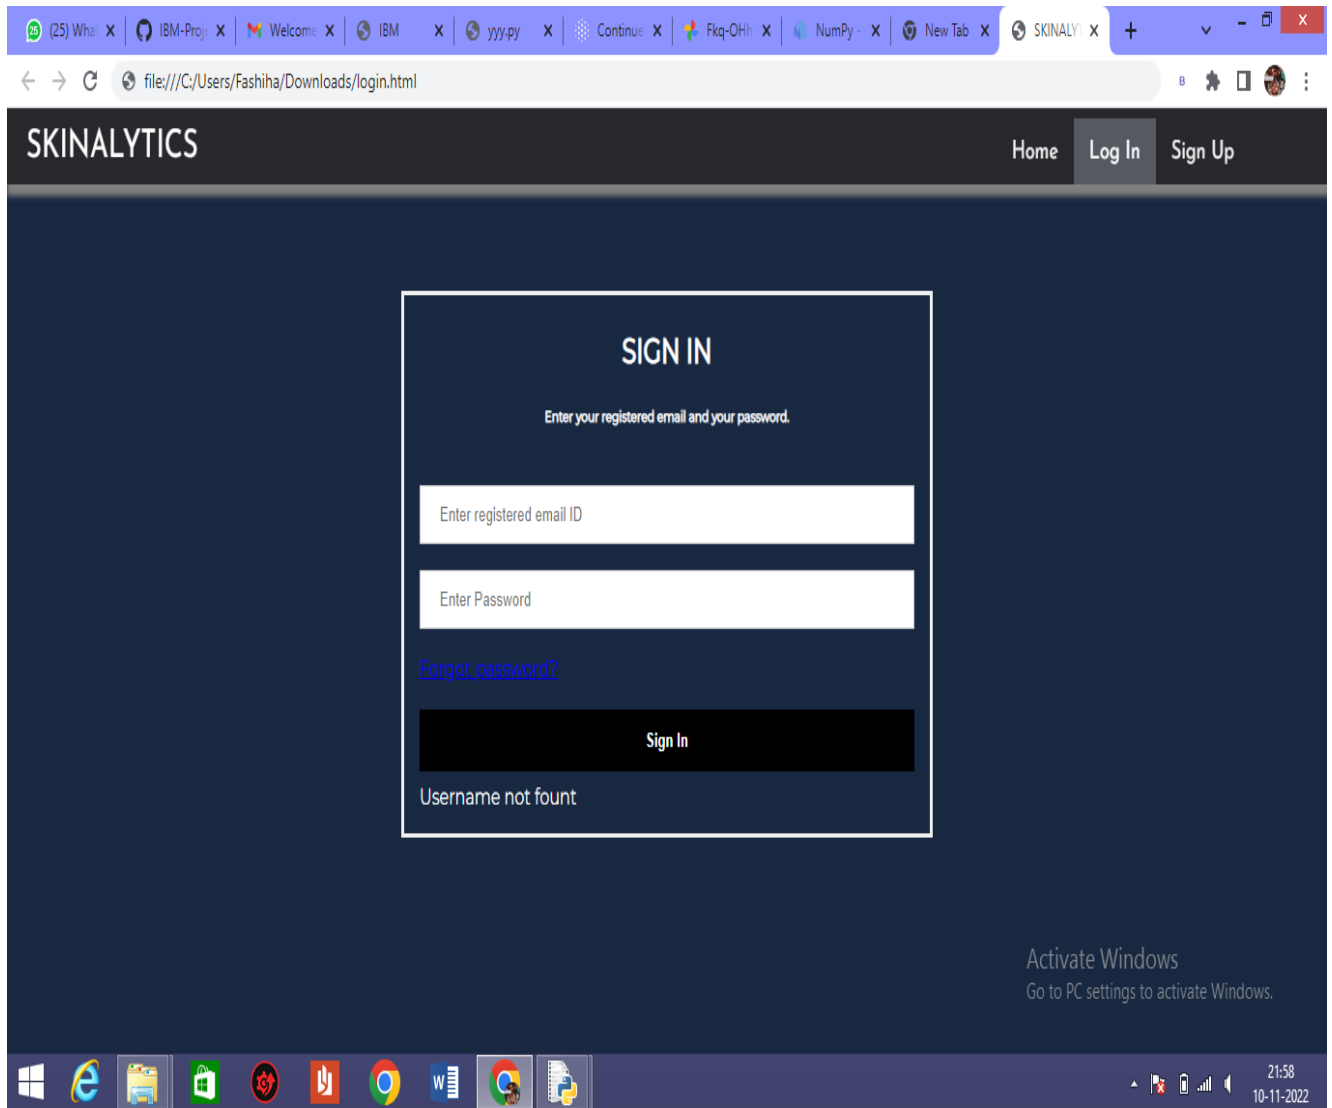 25 (25) Wha
IBM-Proj
Welcome
IBM
yyy.py
Continue
Fkq-OHh
NumPy -
New Tab
SKINALYT
file:///C:/Users/Fashiha/Downloads/login.html
B
SKINALYTICS
Home Log In Sign Up
SIGN IN
Enter your registered email and your password.
Enter registered email ID
Enter Password
Forgot password?
Sign In
Username not fount
Activate Windows
Go to PC settings to activate Windows.
21:58
10-11-2022